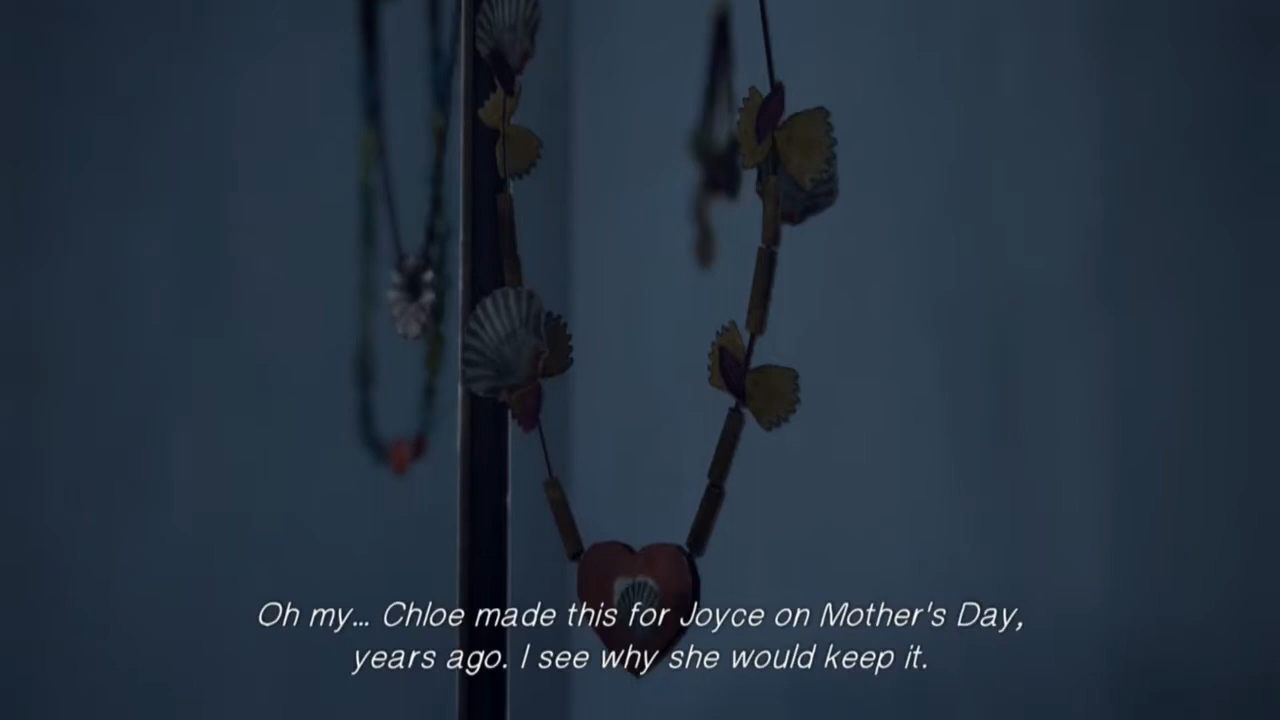 Oh my... Chloe made this for Joyce on Mother's Day,
years ago. I see why she would keep it.